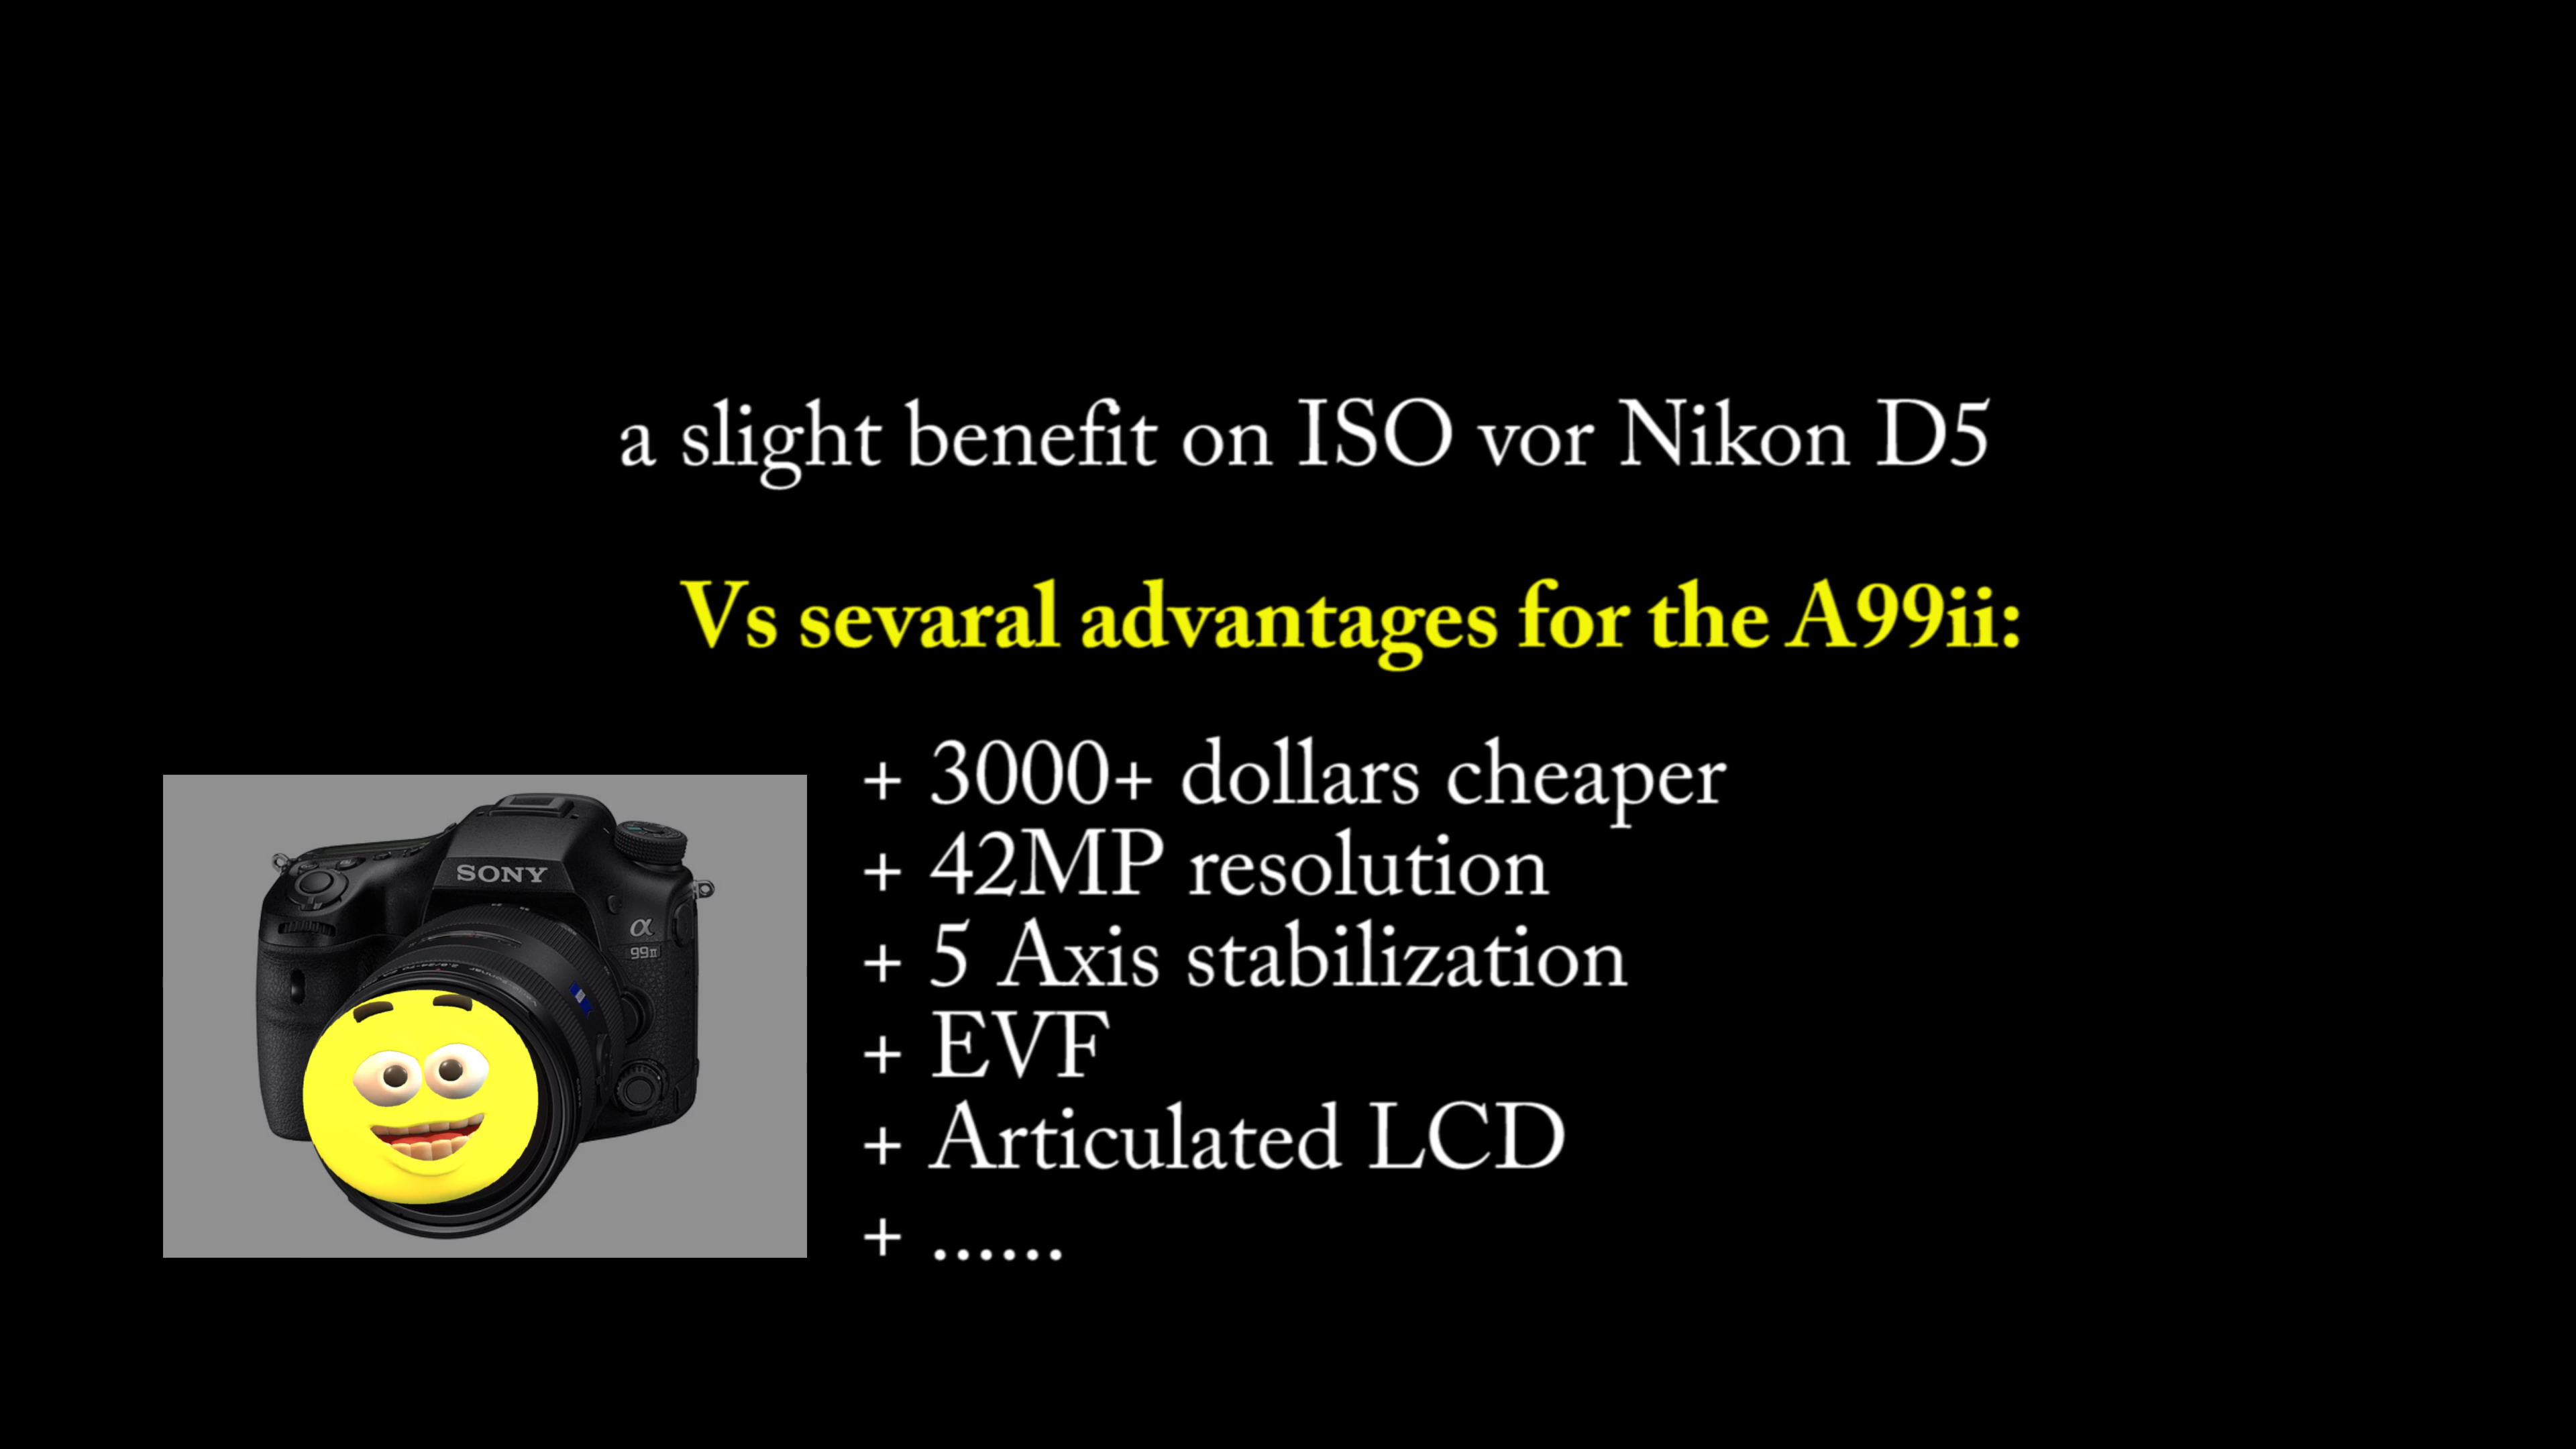 a slight benefit on ISO vor Nikon D5
Vs sevaral advantages for the A99ii:
+ 3000+ dollars cheaper
+ 42MP resolution
+ 5 Axis stabilization
+ EVF
+ Articulated LCD
+ ......
SONY
α
99II